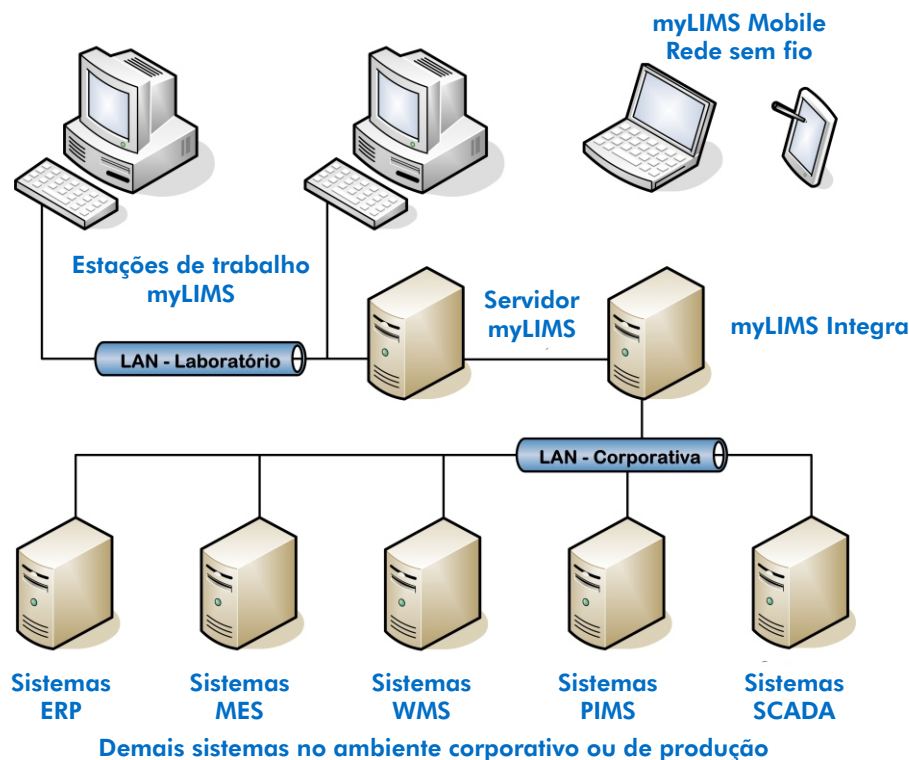 myLIMS Mobile
Rede sem fio
Estações de trabalho
myLIMS
Servidor
myLIMS
myLIMS Integra
LAN - Laboratório
LAN - Corporativa
Sistemas
ERP
Sistemas
MES
Sistemas
WMS
Sistemas
PIMS
Sistemas
SCADA
Demais sistemas no ambiente corporativo ou de produção